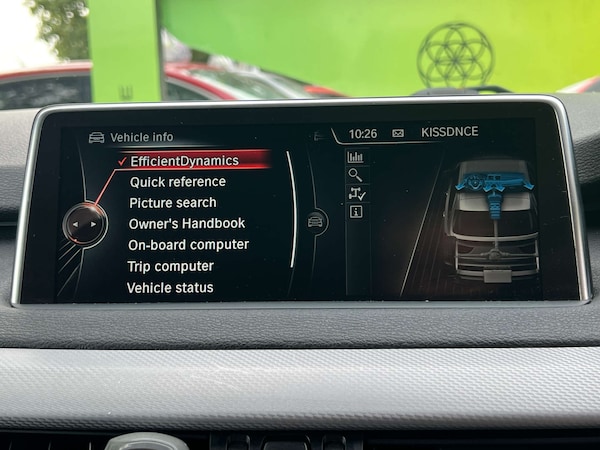 Vehicle info
10:26 KISSDNCE
EfficientDynamics
Quick reference
Picture search
Owner's Handbook
On-board computer
Trip computer
Vehicle status